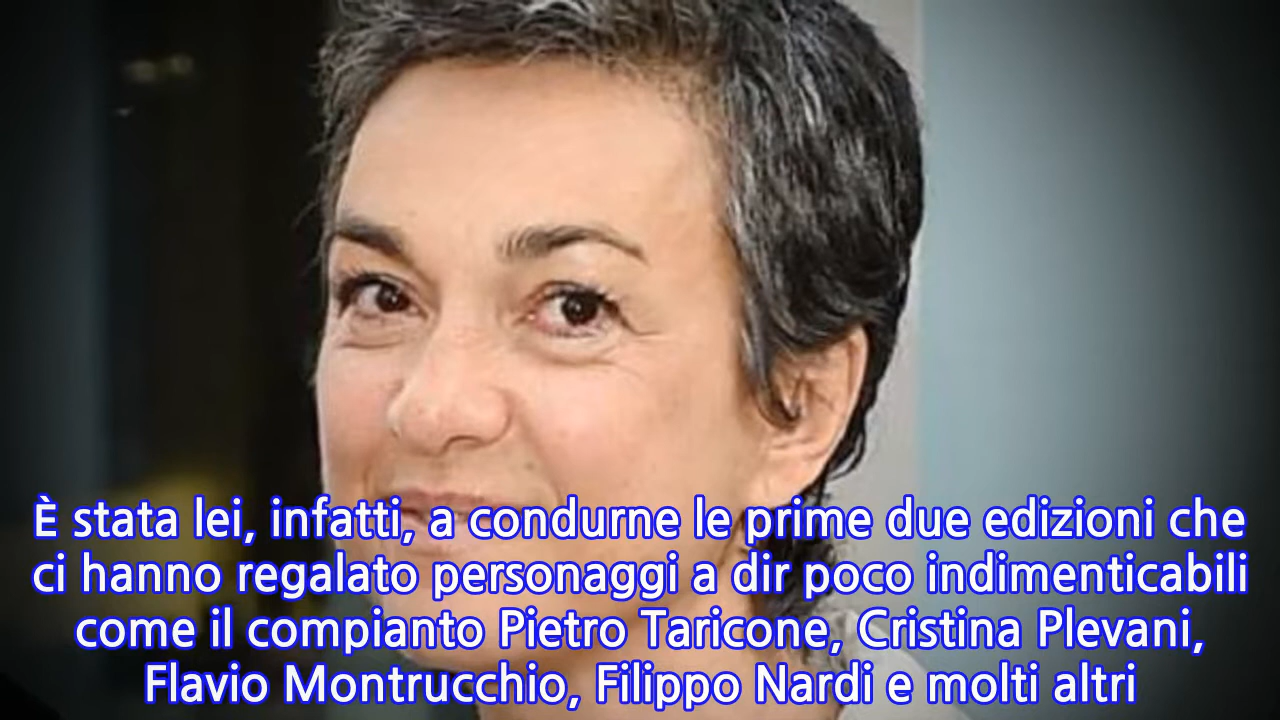 È stata lei, infatti, a condurne le prime due edizioni che
ci hanno regalato personaggi a dir poco indimenticabili
come il compianto Pietro Taricone, Cristina Plevani,
Flavio Montrucchio, Filippo Nardi e molti altri